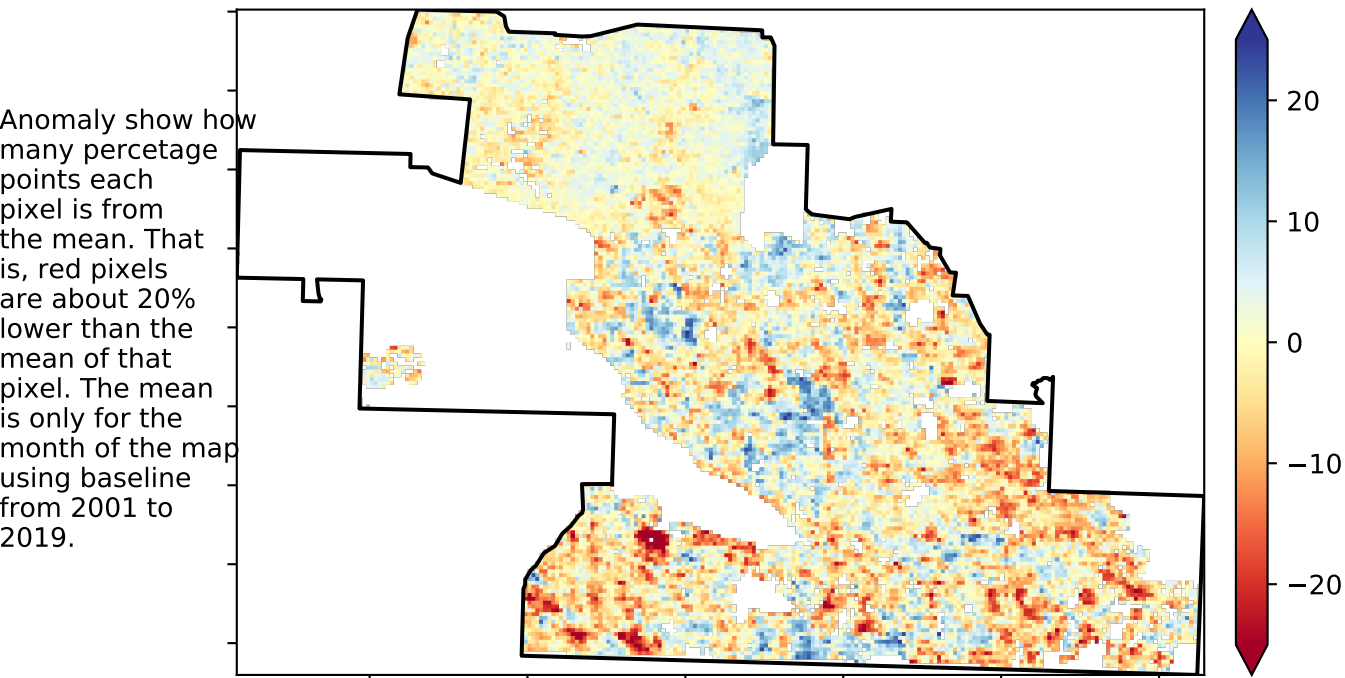 Anomaly show how
many percetage
points each
pixel is from
the mean. That
is, red pixels
are about 20%
lower than the
mean of that
pixel. The mean
is only for the
month of the map
using baseline
from 2001 to
2019.
20
10
0
−10
−20